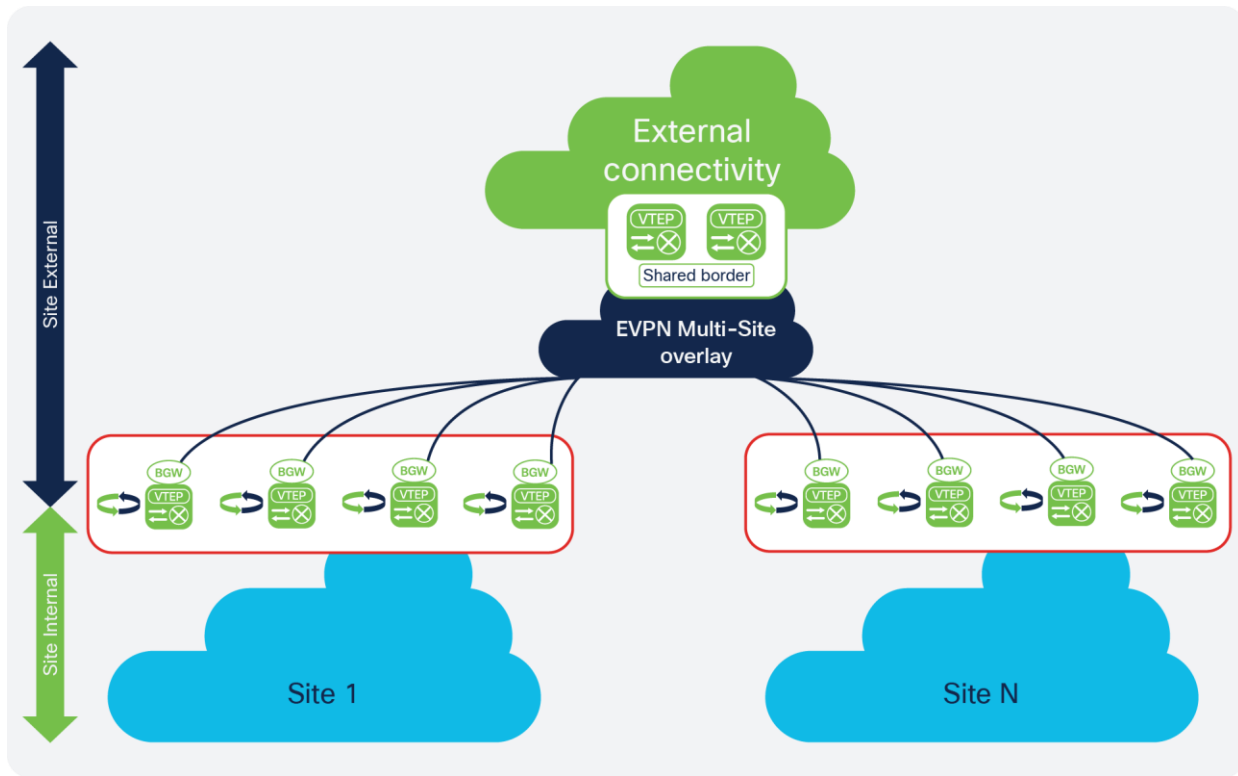 External
connectivity
VTEP VTEP
Shared border
EVPN Multi-Site
overlay
Site External
BGW BGW BGW BGW BGW BGW BGW BGW
VTEP VTEP VTEP VTEP VTEP VTEP VTEP VTEP
Site Internal
Site 1
Site N